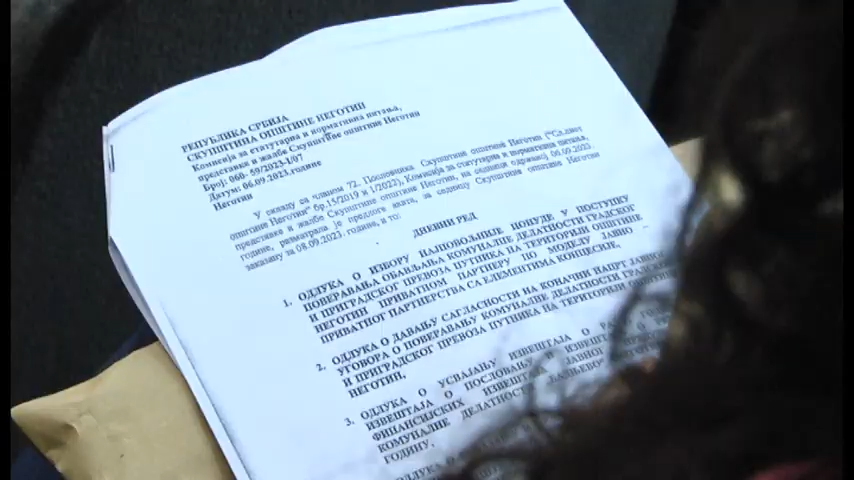 РЕПУБЛИКА СРБИЈА
СКУПШТИНА ОПШТИНЕ НЕГОТИН
Комисија за статутарна и нормативна питања,
представке и жалбе Скупштине општине Неготин
Број: 060- 59/2023-I/07
Датум: 06.09.2023.године
Неготин
У складу са чланом 72. Пословника Скупштине општине Неготин ("Сл.лист
општине Неготин" бр.15/2019 и 1/2022), Комисија за статутарна и нормативна питања,
представке и жалбе Скупштине општине Неготин, на седници одржаној 06.09.2023.
године, разматрала је предлоге аката, за седницу Скупштине општине Неготин
заказану за 08.09.2023. године, и то:
ДНЕВНИ РЕД
1. ОДЛУКА О ИЗБОРУ НАЈПОВОЉНИЈЕ ПОНУДЕ У ПОСТУПКУ
ПОВЕРАВАЊА ОБАВЉАЊА КОМУНАЛНЕ ДЕЛАТНОСТИ ГРАДСКОГ
И ПРИГРАДСКОГ ПРЕВОЗА ПУТНИКА НА ТЕРИТОРИЈИ ОПШТИНЕ
НЕГОТИН ПРИВАТНОМ ПАРТНЕРУ ПО МОДЕЛУ ЈАВНО
ПРИВАТНОГ ПАРТНЕРСТВА СА ЕЛЕМЕНТИМА КОНЦЕСИЈЕ,
2. ОДЛУКА О ДАВАЊУ САГЛАСНОСТИ НА КОНАЧНИ НАЦРТ ЈАВНОГ
УГОВОРА О ПОВЕРАВАЊУ КОМУНАЛНЕ ДЕЛАТНОСТИ
И ПРИГРАДСКОГ ПРЕВОЗА ПУТНИКА НА ТЕРИТОРИЈИ
НЕГОТИН,
3. ОДЛУКА О УСВАЈАЊУ ИЗВЕШТАЈА О
ИЗВЕШТАЈА О ПОСЛОВАЊУ И
ФИНАНСИЈСКИХ ИЗВЕШТАЈА
КОМУНАЛНЕ ДЕЛАТНОСТИ
ГОДИНУ,
ОДЛУКА О